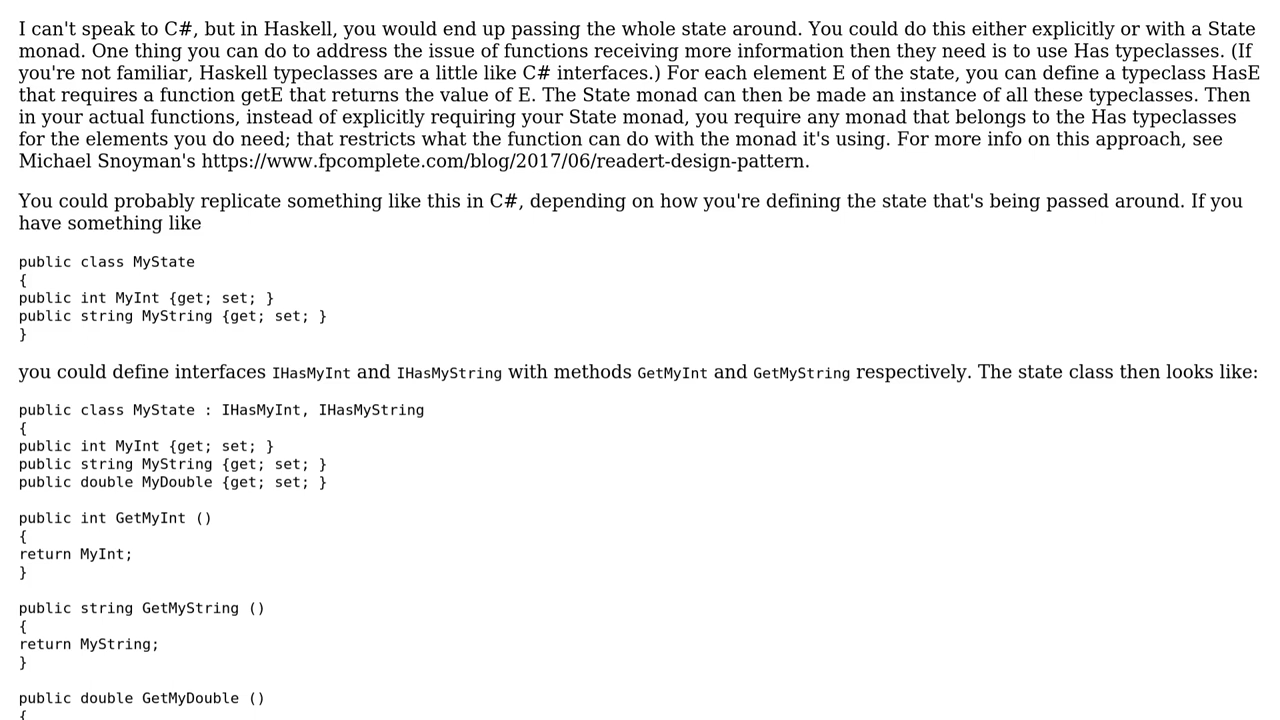 I can't speak to C#, but in Haskell, you would end up passing the whole state around. You could do this either explicitly or with a State
monad. One thing you can do to address the issue of functions receiving more information then they need is to use Has typeclasses. (If
you're not familiar, Haskell typeclasses are a little like C# interfaces.) For each element E of the state, you can define a typeclass HasE
that requires a function getE that returns the value of E. The State monad can then be made an instance of all these typeclasses. Then
in your actual functions, instead of explicitly requiring your State monad, you require any monad that belongs to the Has typeclasses
for the elements you do need; that restricts what the function can do with the monad it's using. For more info on this approach, see
Michael Snoyman's https://www.fpcomplete.com/blog/2017/06/readert-design-pattern.
You could probably replicate something like this in C#, depending on how you're defining the state that's being passed around. If you
have something like
public class MyState
{
public int MyInt {get; set; }
public string MyString {get; set; }
}
you could define interfaces IHasMyInt and IHasMyString with methods GetMyInt and GetMyString respectively. The state class then looks like:
public class MyState : IHasMyInt, IHasMyString
{
public int MyInt {get; set; }
public string MyString {get; set; }
public double MyDouble {get; set; }
public int GetMyInt ()
{
return MyInt;
}
public string GetMyString ()
{
return MyString;
}
public double GetMyDouble ()
{